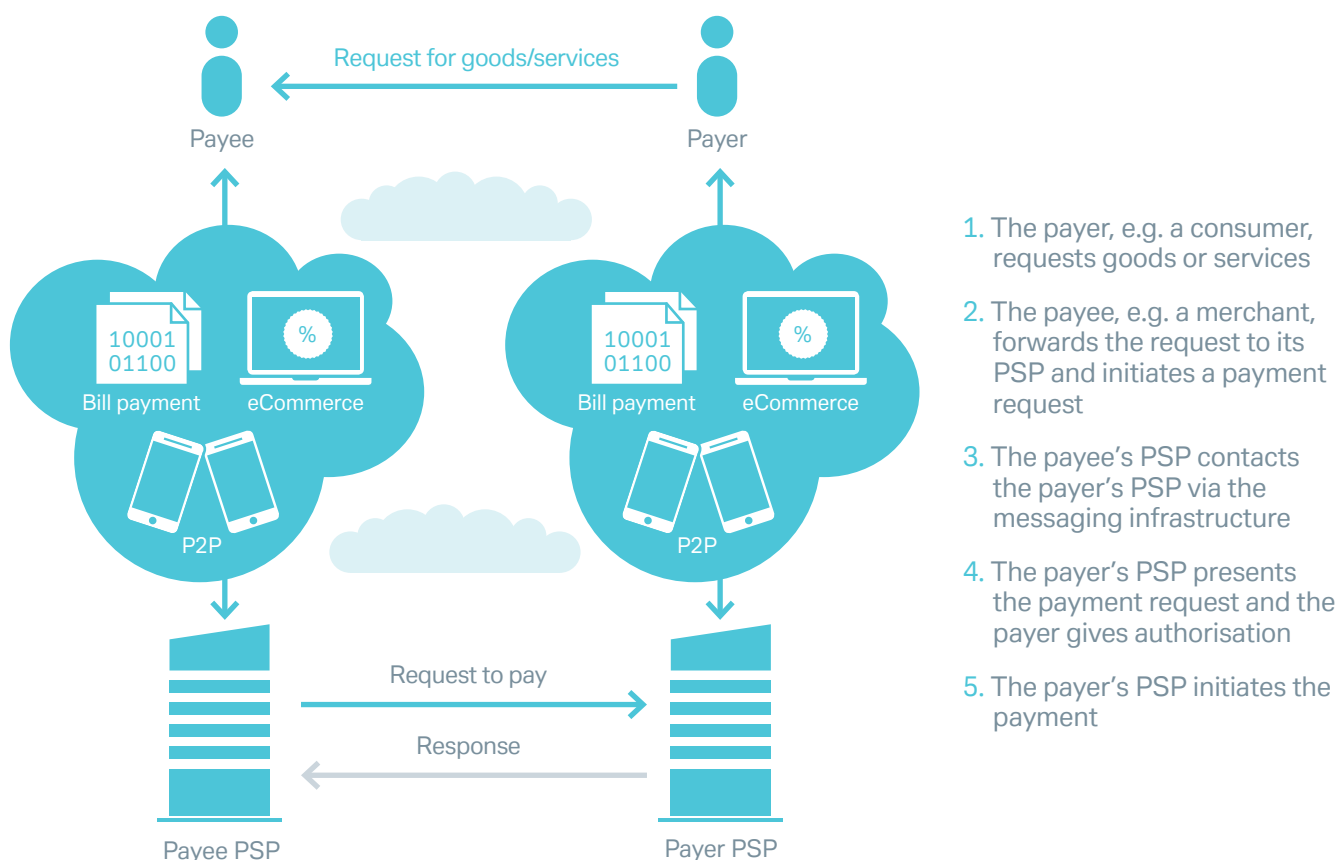 Request for goods/services
Payee
Payer
10001
01100
%
Bill payment
eCommerce
P2P
10001
01100
%
Bill payment
eCommerce
P2P
Request to pay
Response
Payee PSP
Payer PSP
1. The payer, e.g. a consumer,
requests goods or services
2. The payee, e.g. a merchant,
forwards the request to its
PSP and initiates a payment
request
3. The payee’s PSP contacts
the payer’s PSP via the
messaging infrastructure
4. The payer’s PSP presents
the payment request and the
payer gives authorisation
5. The payer’s PSP initiates the
payment